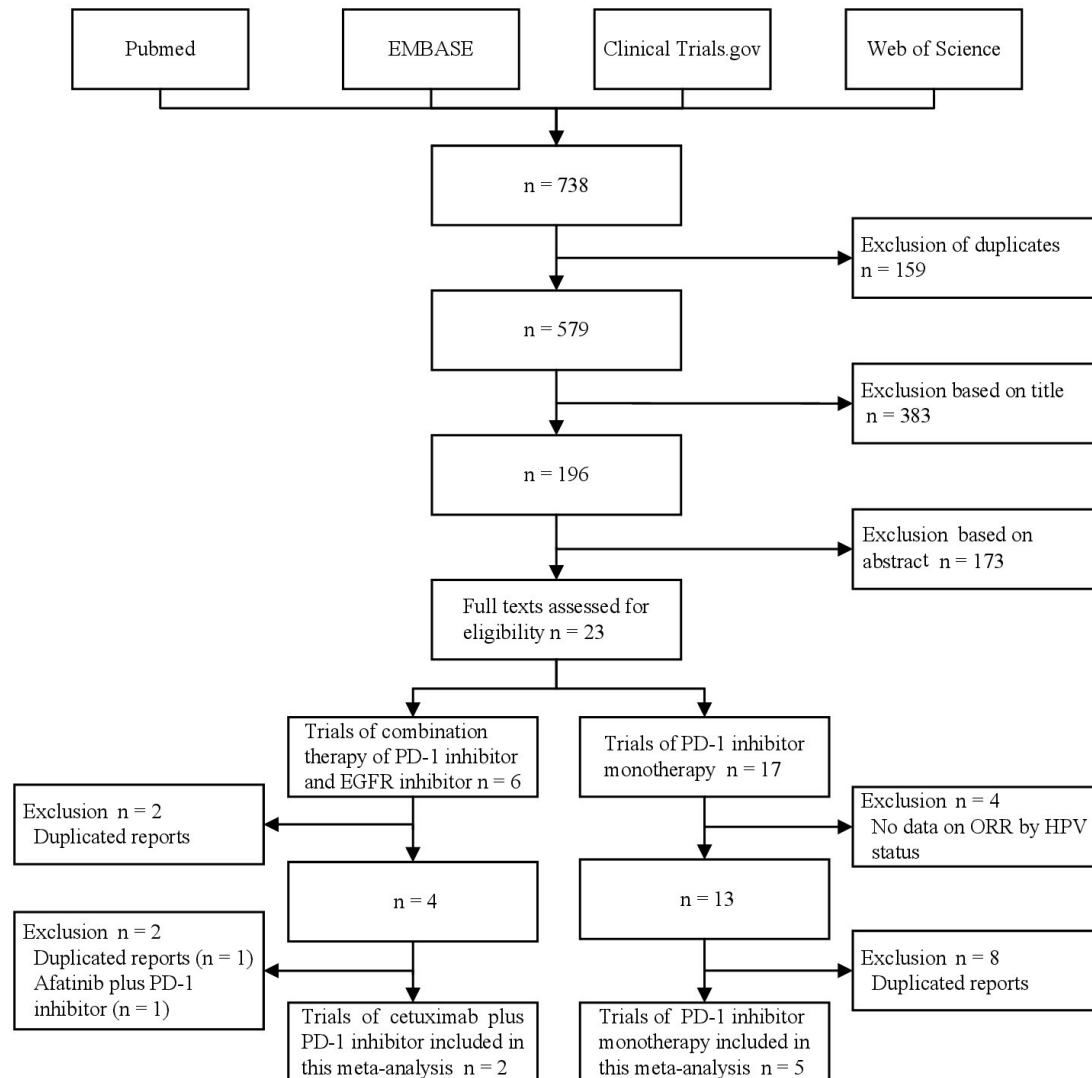 Pubmed
EMBASE
Clinical Trials.gov
Web of Science
n = 738
Exclusion of duplicates
n = 159
n = 579
Exclusion based on title
n = 383
n = 196
Exclusion based on
abstract n = 173
Full texts assessed for
eligibility n = 23
Trials of combination
therapy of PD-1 inhibitor
and EGFR inhibitor n = 6
Trials of PD-1 inhibitor
monotherapy n = 17
Exclusion n = 2
Duplicated reports
Exclusion n = 4
No data on ORR by HPV
status
n = 4
n = 13
Exclusion n = 2
Duplicated reports (n = 1)
Afatinib plus PD-1
inhibitor (n = 1)
Exclusion n = 8
Duplicated reports
Trials of cetuximab plus
PD-1 inhibitor included in
this meta-analysis n = 2
Trials of PD-1 inhibitor
monotherapy included in
this meta-analysis n = 5